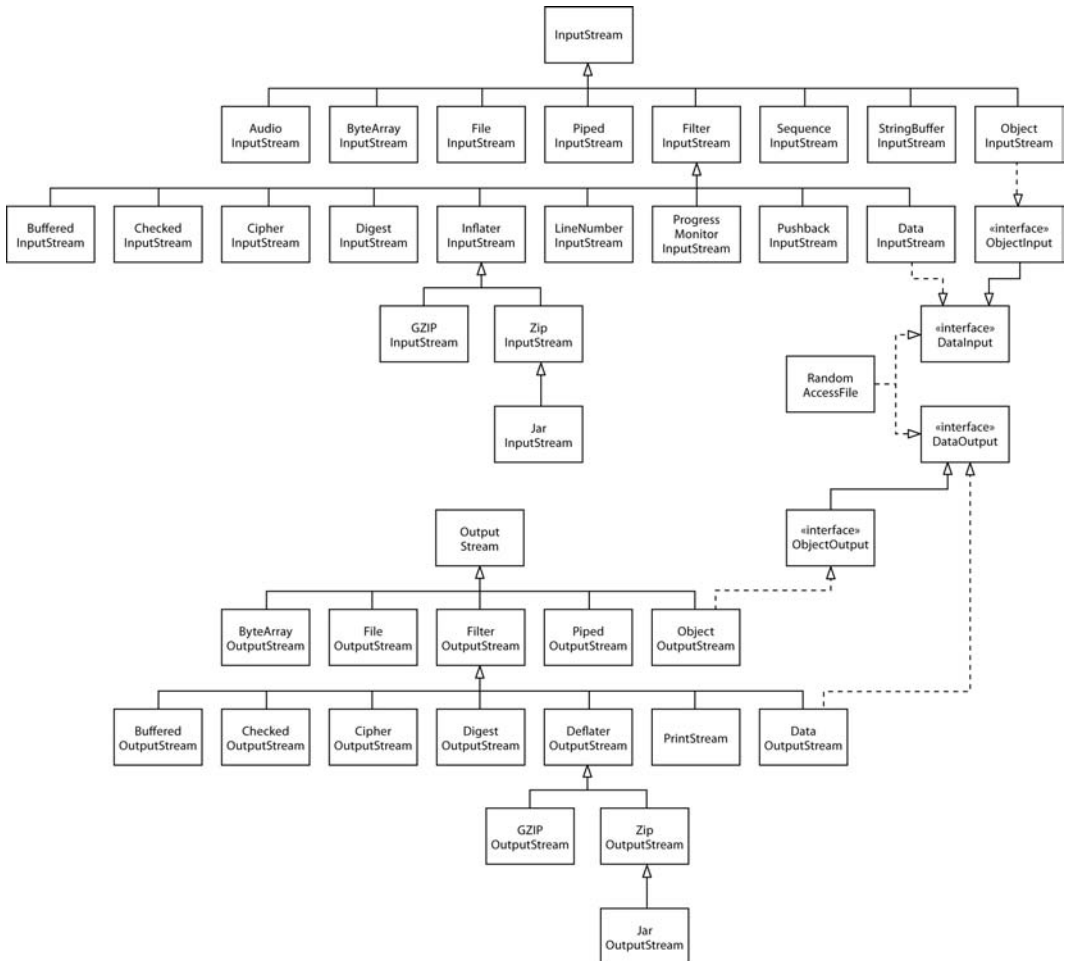 InputStream
Audio
InputStream
ByteArray
InputStream
File
InputStream
Piped
InputStream
Filter
InputStream
Sequence
InputStream
StringBuffer
InputStream
Object
InputStream
Buffered
InputStream
Checked
InputStream
Cipher
InputStream
Digest
InputStream
Inflater
InputStream
LineNumber
InputStream
Progress
Monitor
InputStream
Pushback
InputStream
Data
InputStream
«interface»
ObjectInput
GZIP
InputStream
Zip
InputStream
«interface»
DataInput
Random
AccessFile
Jar
InputStream
«interface»
DataOutput
Output
Stream
«interface»
ObjectOutput
ByteArray
OutputStream
File
OutputStream
Filter
OutputStream
Piped
OutputStream
Object
OutputStream
Buffered
OutputStream
Checked
OutputStream
Cipher
OutputStream
Digest
OutputStream
Deflater
OutputStream
PrintStream
Data
OutputStream
GZIP
OutputStream
Zip
OutputStream
Jar
OutputStream